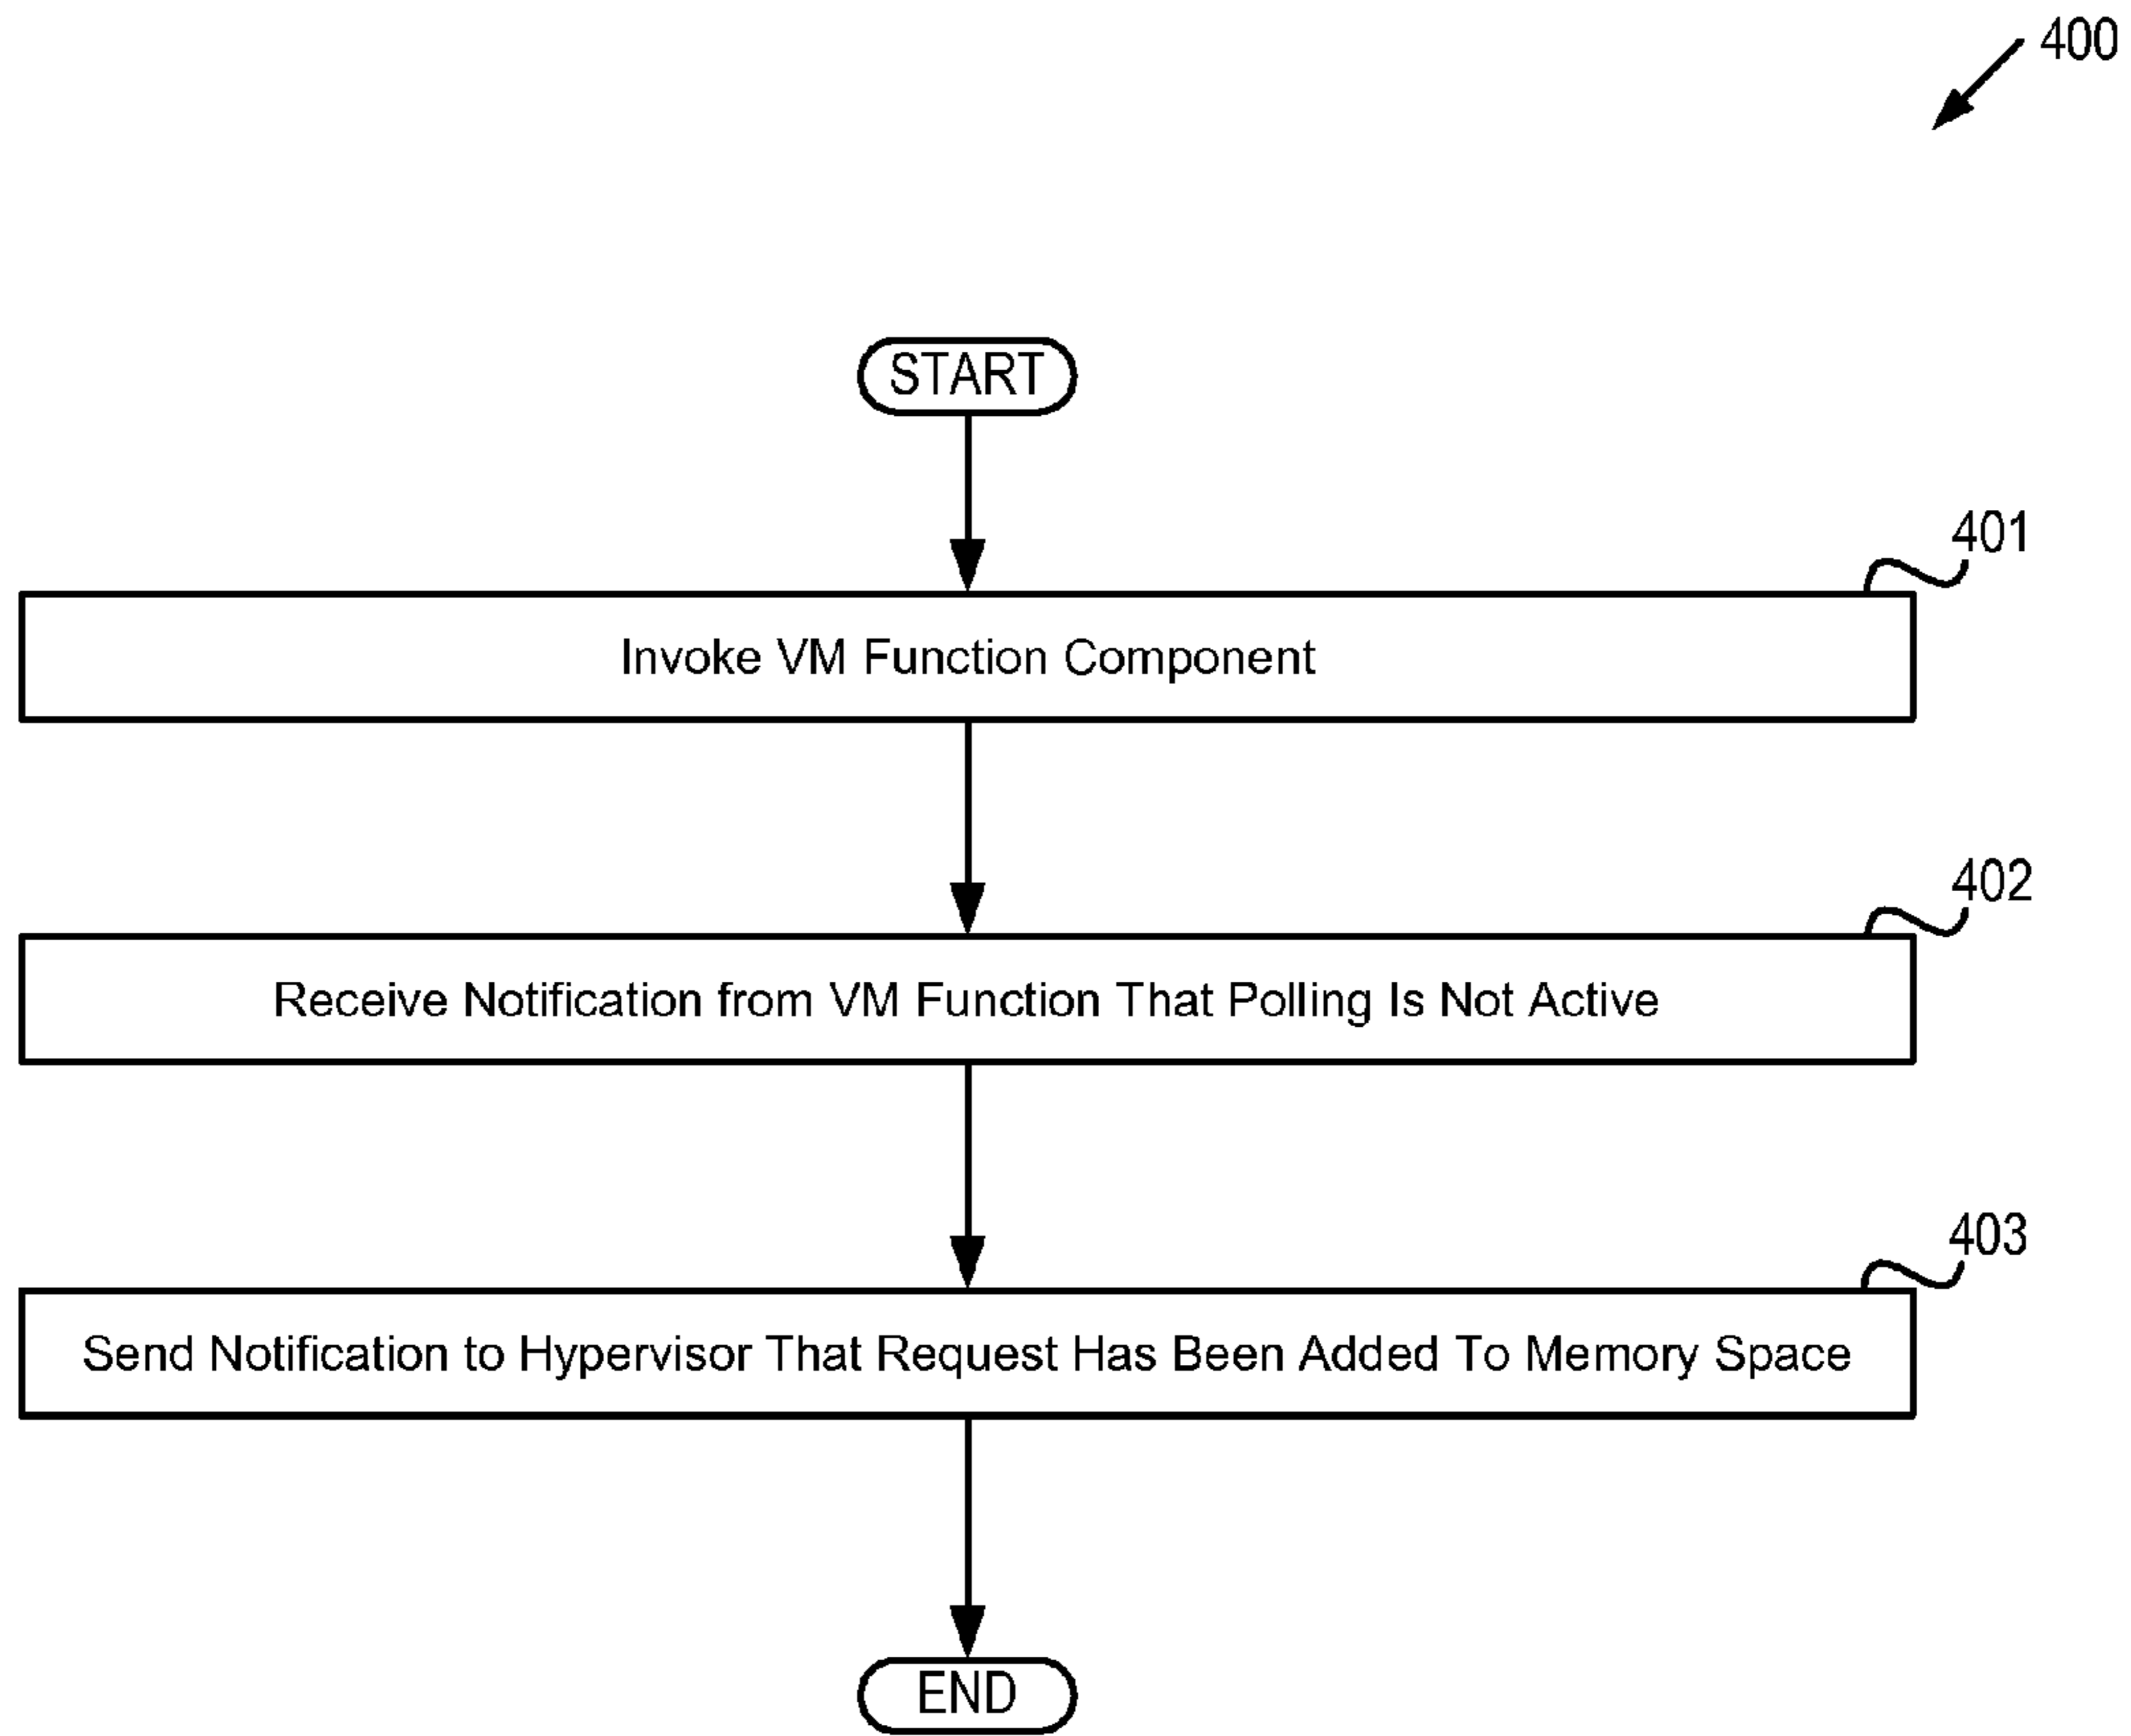 400
START
401
Invoke VM Function Component
402
Receive Notification from VM Function That Polling Is Not Active
403
Send Notification to Hypervisor That Request Has Been Added To Memory Space
END